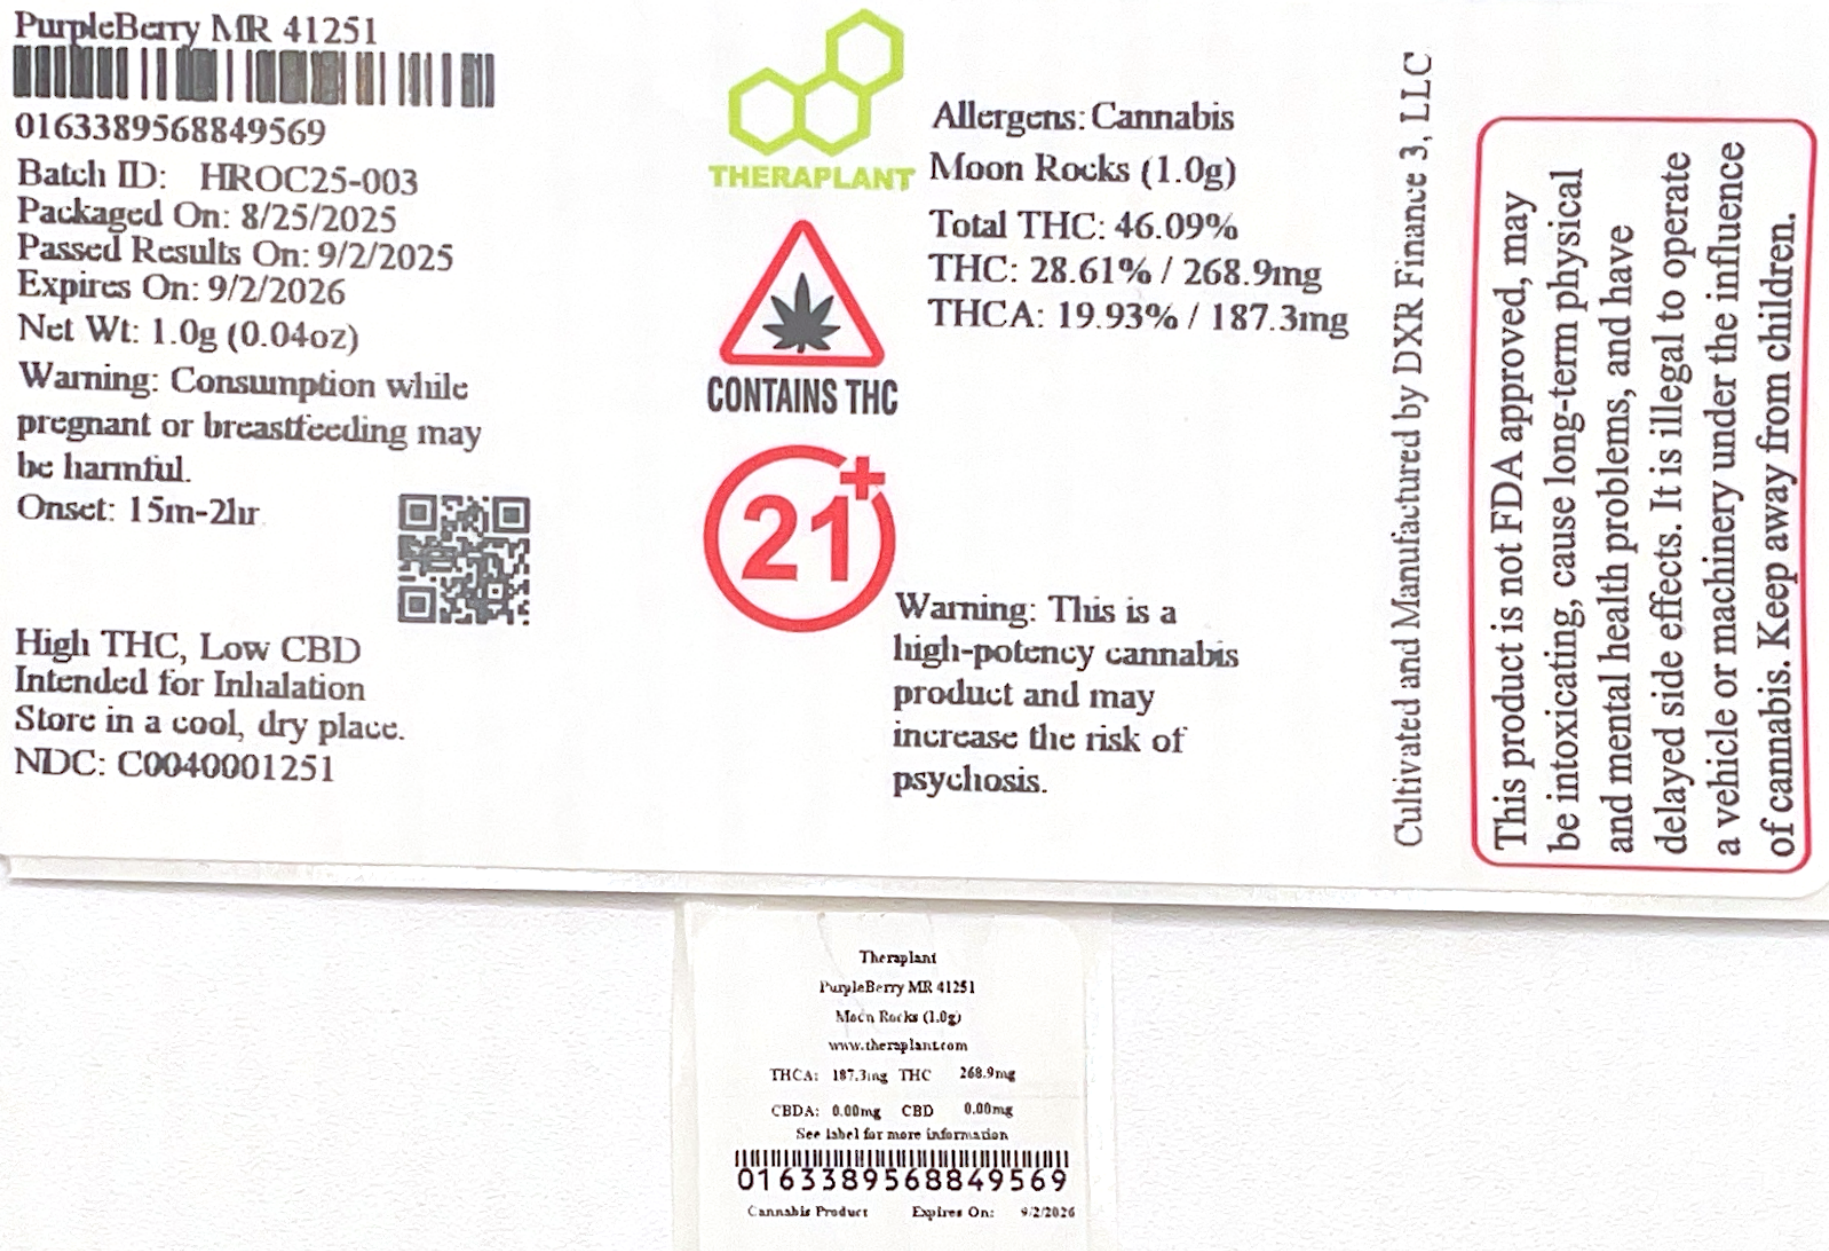 PurpleBerry MR 41251
0163389568849569
Batch ID: HROC25-003
Packaged On: 8/25/2025
Passed Results On: 9/2/2025
Expires On: 9/2/2026
Net Wt: 1.0g (0.04oz)
Warning: Consumption while
pregnant or breastfeeding may
be harmful.
Onset: 15m-2hr
High THC, Low CBD
Intended for Inhalation
Store in a cool, dry place.
NDC: C0040001251
THERAPLANT
CONTAINS THC
21+
Allergens: Cannabis
Moon Rocks (1.0g)
Total THC: 46.09%
THC: 28.61% / 268.9mg
THCA: 19.93% / 187.3mg
Warning: This is a
high-potency cannabis
product and may
increase the risk of
psychosis.
Cultivated and Manufactured by DXR Finance 3, LLC
This product is not FDA approved, may
be intoxicating, cause long-term physical
and mental health problems, and have
delayed side effects. It is illegal to operate
a vehicle or machinery under the influence
of cannabis. Keep away from children.
Theraplant
PurpleBerry MR 41251
Moon Rocks (1.0g)
www.theraplant.com
THCA: 187.3mg THC 268.9mg
CBDA: 0.00mg CBD 0.00mg
See label for more information
0163389568849569
Cannabis Product Expires On: 9/2/2026